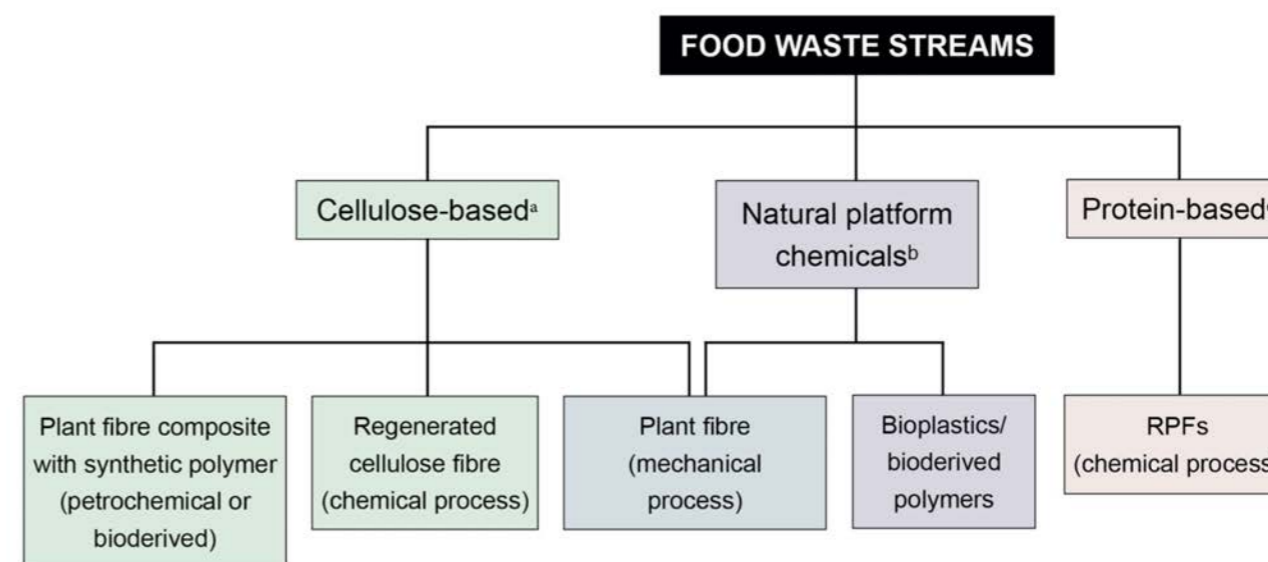 FOOD WASTE STREAMS
Cellulose-basedᵃ
Natural platform
chemicalsᵇ
Protein-based
Plant fibre composite
with synthetic polymer
(petrochemical or
bioderived)
Regenerated
cellulose fibre
(chemical process)
Plant fibre
(mechanical
process)
Bioplastics/
bioderived
polymers
RPFs
(chemical process